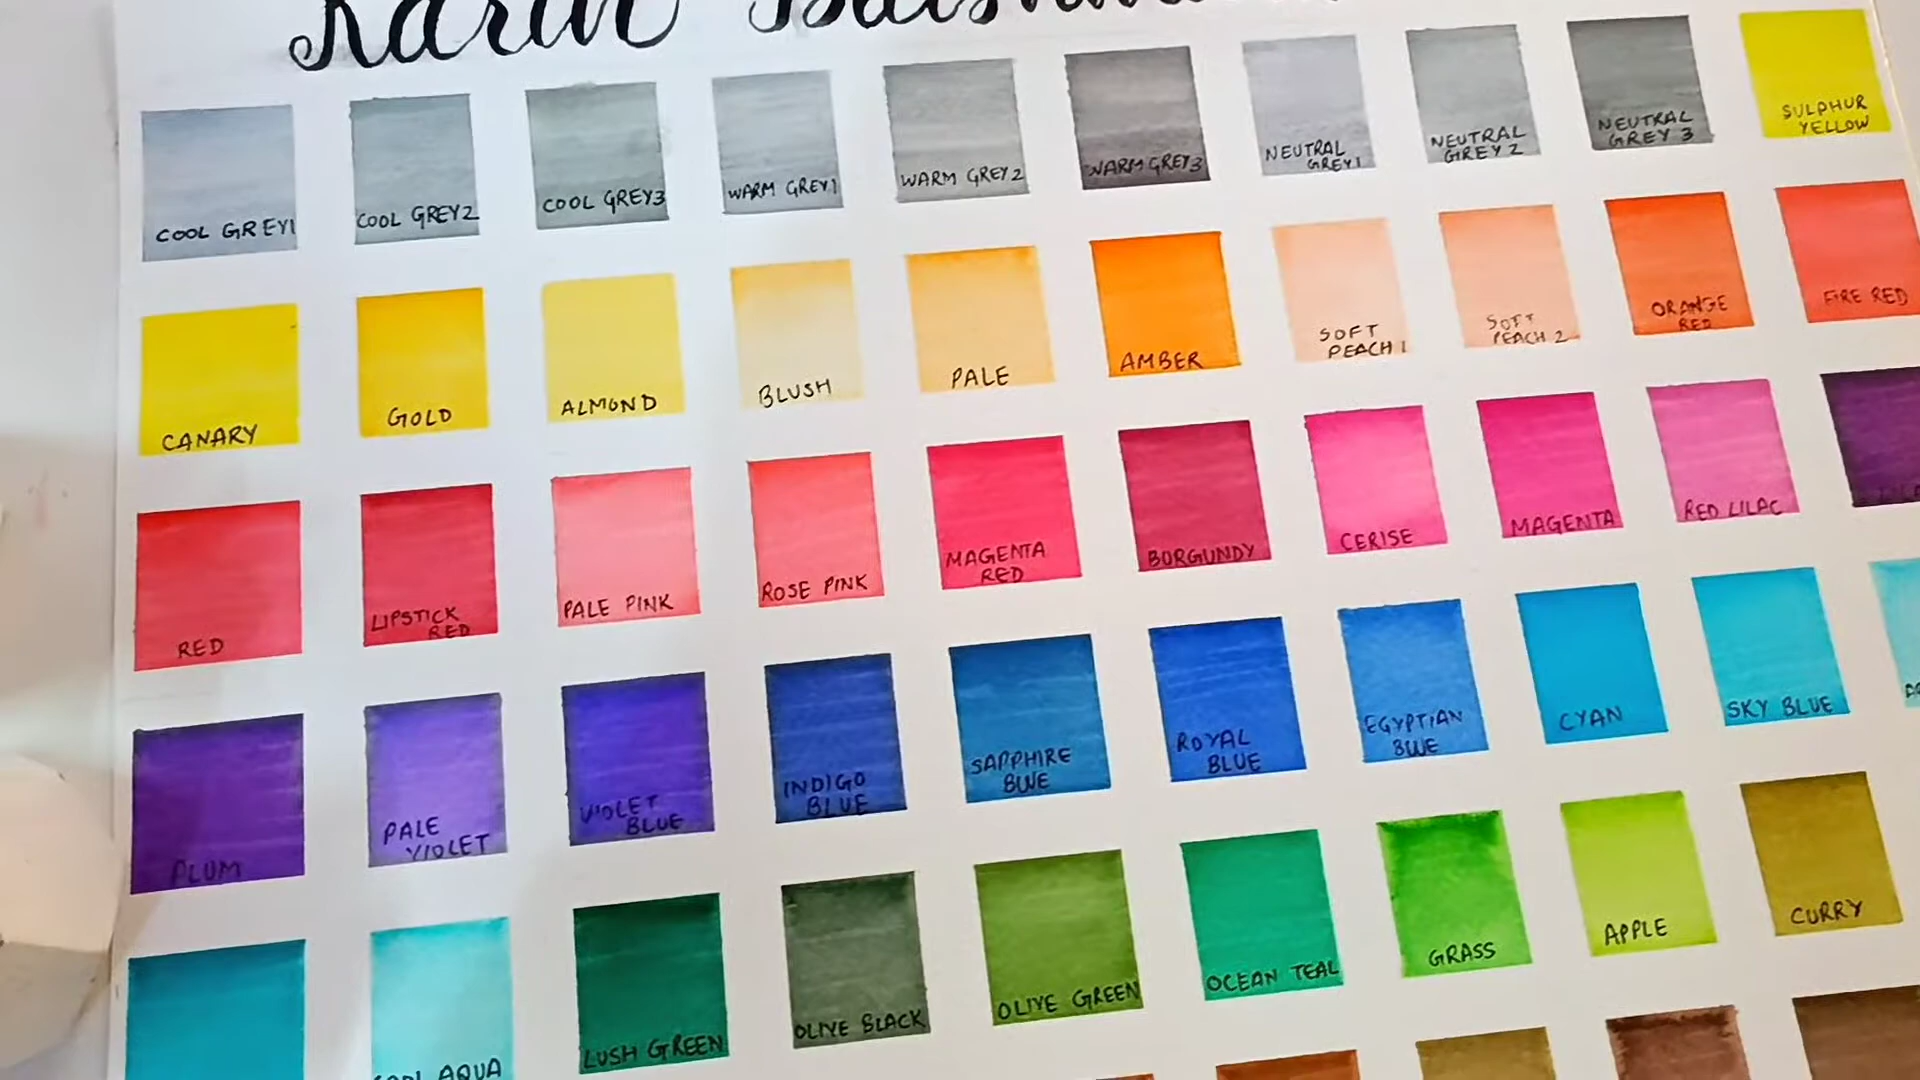 Karin
COOL GREY1
COOL GREY2
COOL GREY3
WARM GREY1
WARM GREY2
WARM GREY3
NEUTRAL
GREY1
NEUTRAL
GREY 2
NEUTRAL
GREY 3
SULPHUR
YELLOW
CANARY
GOLD
ALMOND
BLUSH
PALE
AMBER
SOFT
PEACH 1
SOFT
PEACH 2
ORANGE
RED
FIRE RED
RED
LIPSTICK
RED
PALE PINK
ROSE PINK
MAGENTA
RED
BURGUNDY
CERISE
MAGENTA
RED LILAC
PLUM
PALE
VIOLET
VIOLET
BLUE
INDIGO
BLUE
SAPPHIRE
BLUE
ROYAL
BLUE
EGYPTIAN
BLUE
CYAN
SKY BLUE
COOL AQUA
LUSH GREEN
OLIVE BLACK
OLIVE GREEN
OCEAN TEAL
GRASS
APPLE
CURRY